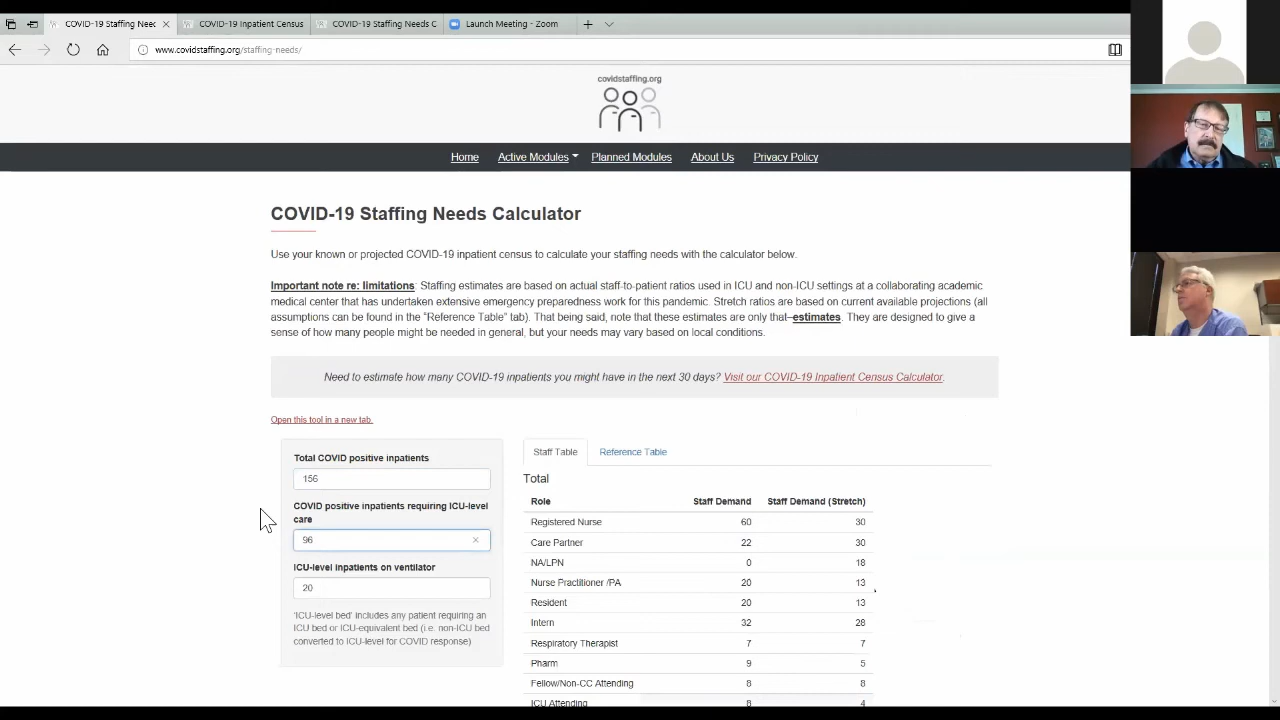 COVID-19 Staffing Need
COVID-19 Inpatient Census
COVID-19 Staffing Needs C
Launch Meeting - Zoom
www.covidstaffing.org/staffing-needs/
covidstaffing.org
Home Active Modules Planned Modules About Us Privacy Policy
COVID-19 Staffing Needs Calculator
Use your known or projected COVID-19 inpatient census to calculate your staffing needs with the calculator below.
Important note re: limitations: Staffing estimates are based on actual staff-to-patient ratios used in ICU and non-ICU settings at a collaborating academic
medical center that has undertaken extensive emergency preparedness work for this pandemic. Stretch ratios are based on current available projections (all
assumptions can be found in the “Reference Table” tab). That being said, note that these estimates are only that–estimates. They are designed to give a
sense of how many people might be needed in general, but your needs may vary based on local conditions.
Need to estimate how many COVID-19 inpatients you might have in the next 30 days? Visit our COVID-19 Inpatient Census Calculator.
Open this tool in a new tab.
Total COVID positive inpatients
156
COVID positive inpatients requiring ICU-level
care
96
ICU-level inpatients on ventilator
20
'ICU-level bed' includes any patient requiring an
ICU bed or ICU-equivalent bed (i.e. non-ICU bed
converted to ICU-level for COVID response)
Staff Table Reference Table
Total
Role Staff Demand Staff Demand (Stretch)
Registered Nurse 60 30
Care Partner 22 30
NA/LPN 0 18
Nurse Practitioner /PA 20 13
Resident 20 13
Intern 32 28
Respiratory Therapist 7 7
Pharm 9 5
Fellow/Non-CC Attending 8 8
ICU Attending 8 4